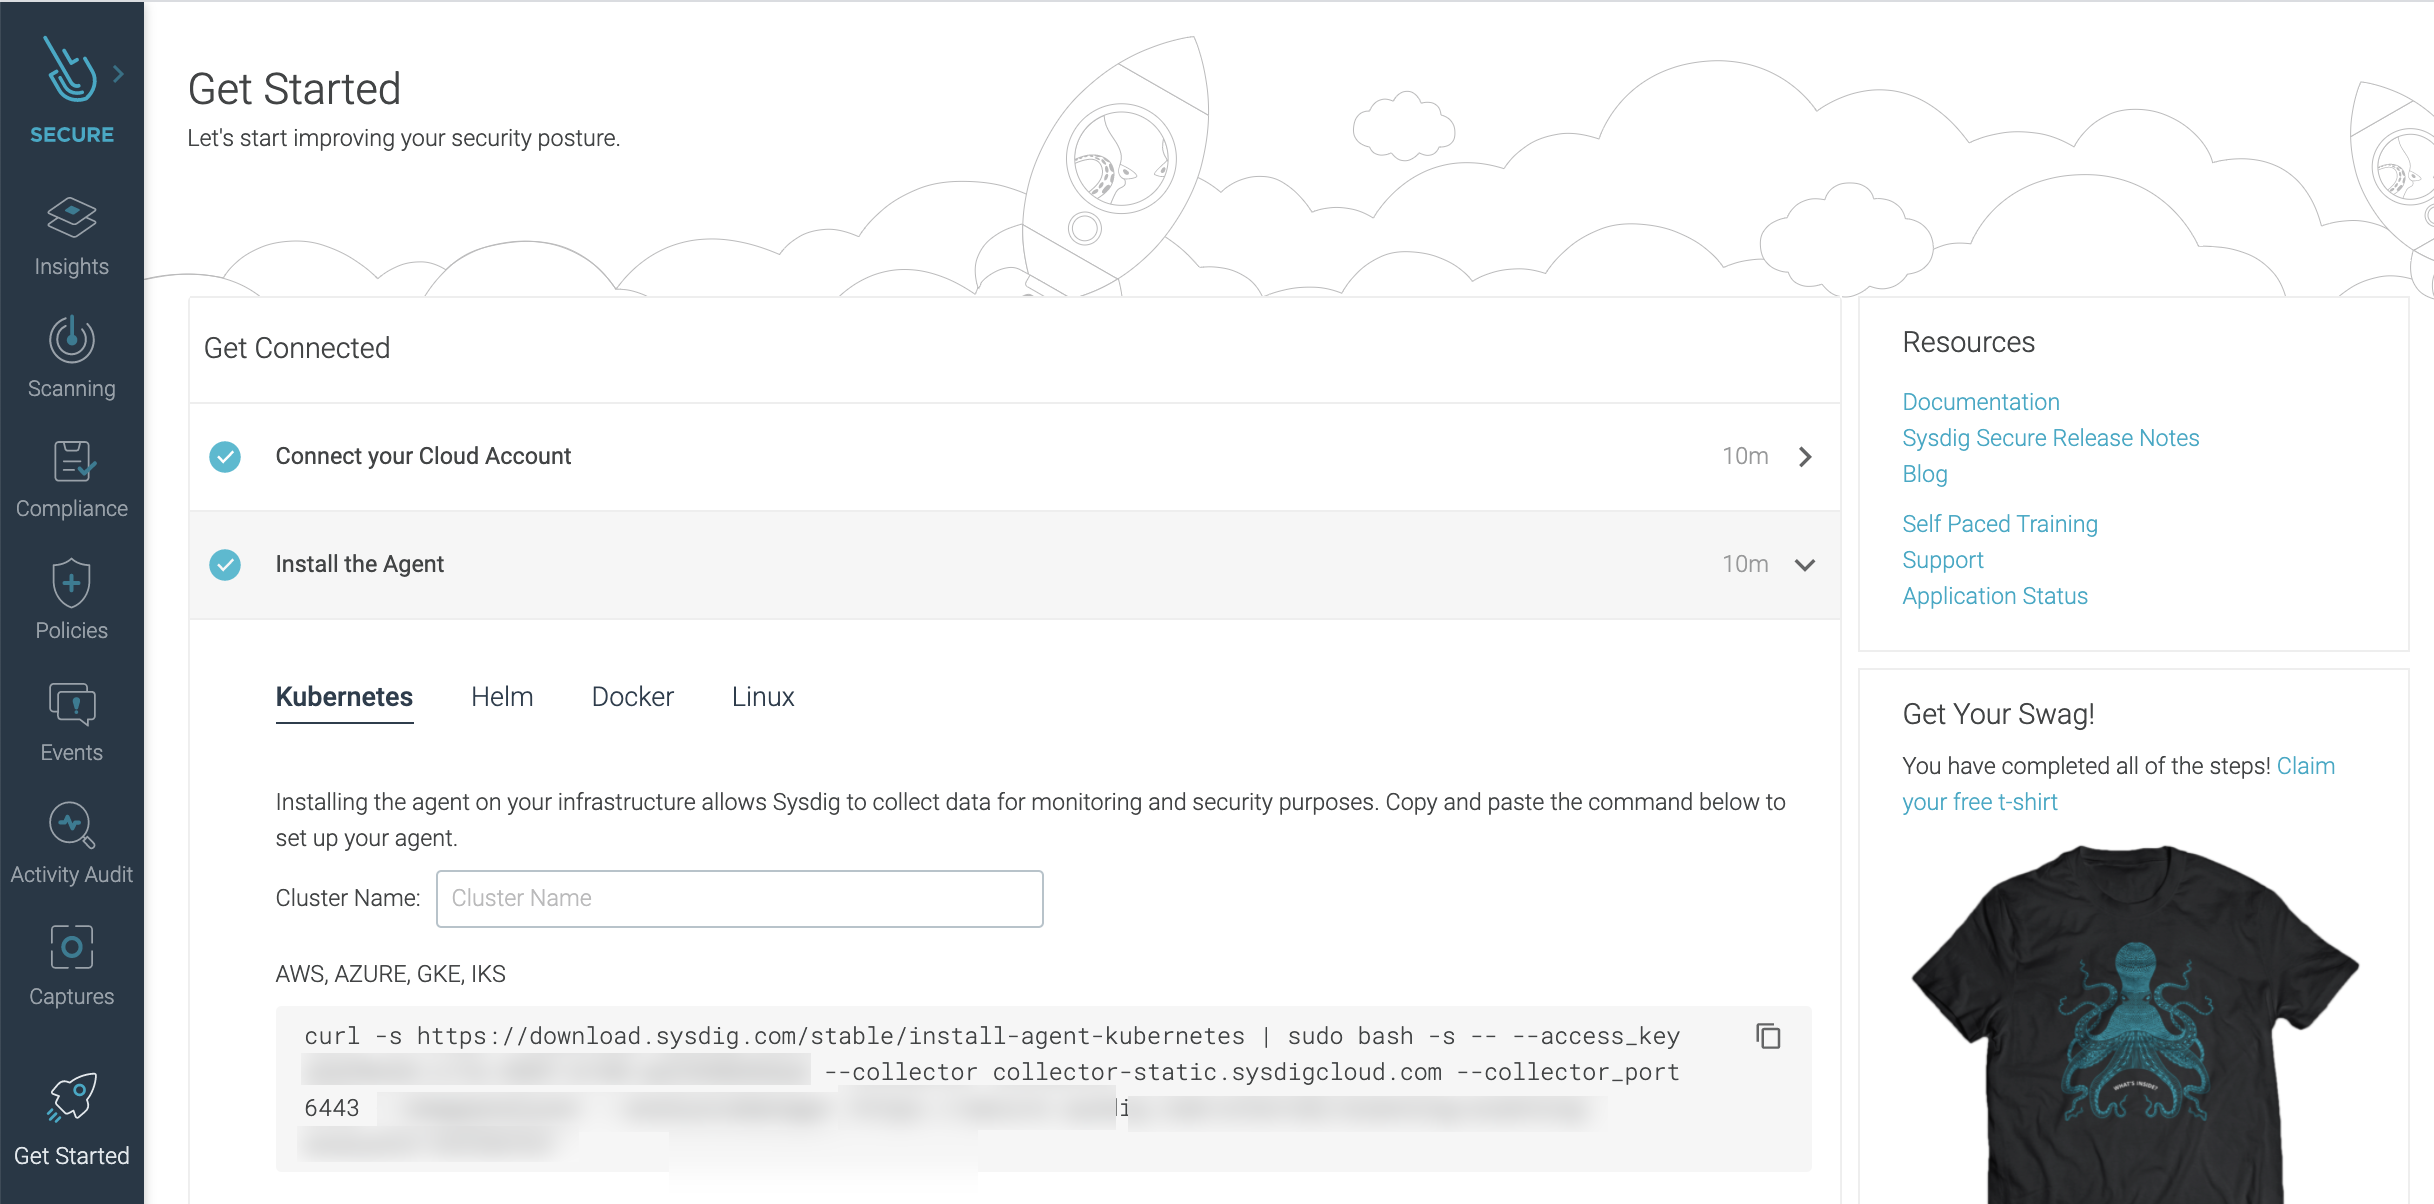 SECURE
Insights
Scanning
Compliance
Policies
Events
Activity Audit
Captures
Get Started
Get Started
Let's start improving your security posture.
Get Connected
Connect your Cloud Account 10m
Install the Agent 10m
Kubernetes Helm Docker Linux
Installing the agent on your infrastructure allows Sysdig to collect data for monitoring and security purposes. Copy and paste the command below to
set up your agent.
Cluster Name: Cluster Name
AWS, AZURE, GKE, IKS
curl -s https://download.sysdig.com/stable/install-agent-kubernetes | sudo bash -s -- --access_key
--collector collector-static.sysdigcloud.com --collector_port
6443
Resources
Documentation
Sysdig Secure Release Notes
Blog
Self Paced Training
Support
Application Status
Get Your Swag!
You have completed all of the steps! Claim
your free t-shirt
WHAT'S INSIDE?